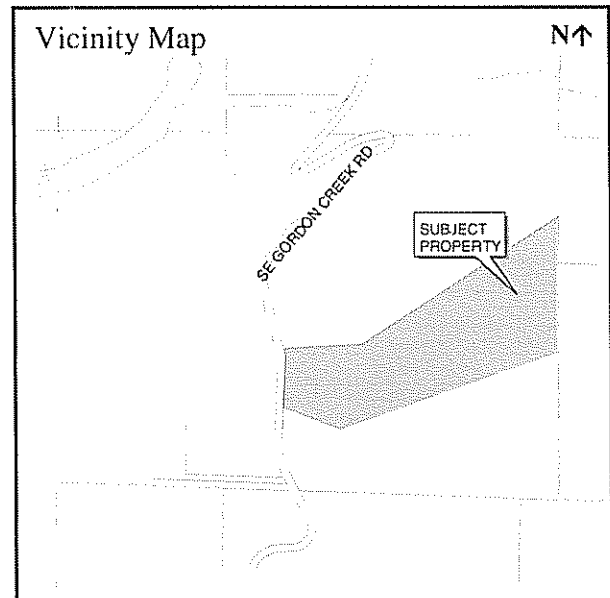 Vicinity Map
N↑
SE GORDON CREEK RD
SUBJECT
PROPERTY